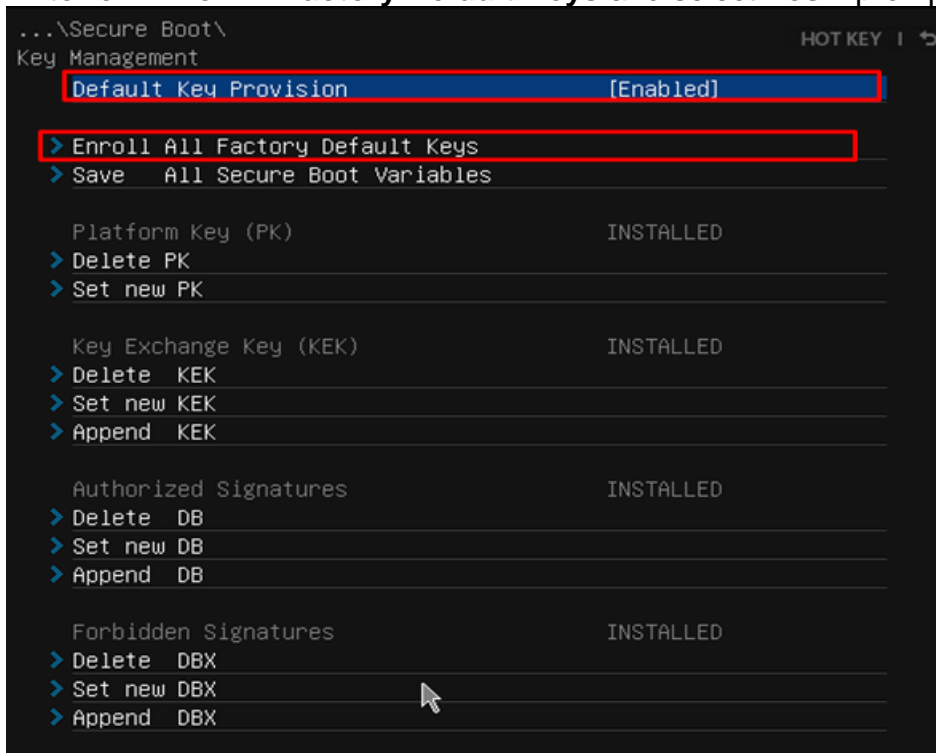 ...\Secure Boot\
HOT KEY |
Key Management
Default Key Provision [Enabled]
> Enroll All Factory Default Keys
> Save All Secure Boot Variables
Platform Key (PK) INSTALLED
> Delete PK
> Set new PK
Key Exchange Key (KEK) INSTALLED
> Delete KEK
> Set new KEK
> Append KEK
Authorized Signatures INSTALLED
> Delete DB
> Set new DB
> Append DB
Forbidden Signatures INSTALLED
> Delete DBX
> Set new DBX
> Append DBX